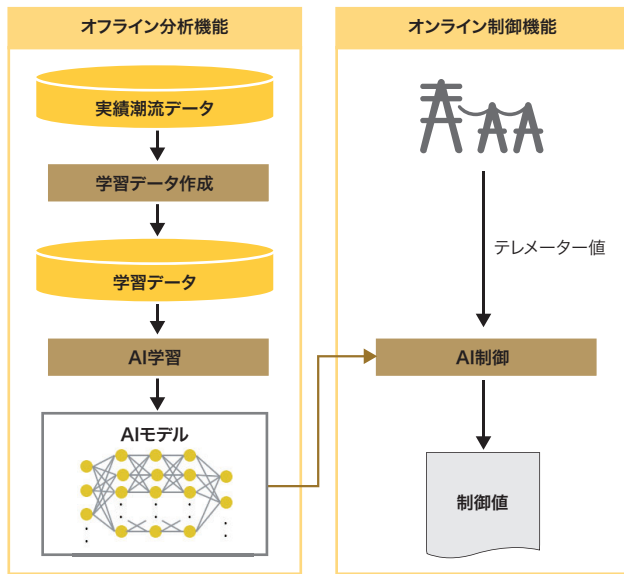 オフライン分析機能
実績潮流データ
学習データ作成
学習データ
AI学習
AIモデル
オンライン制御機能
テレメーター値
AI制御
制御値